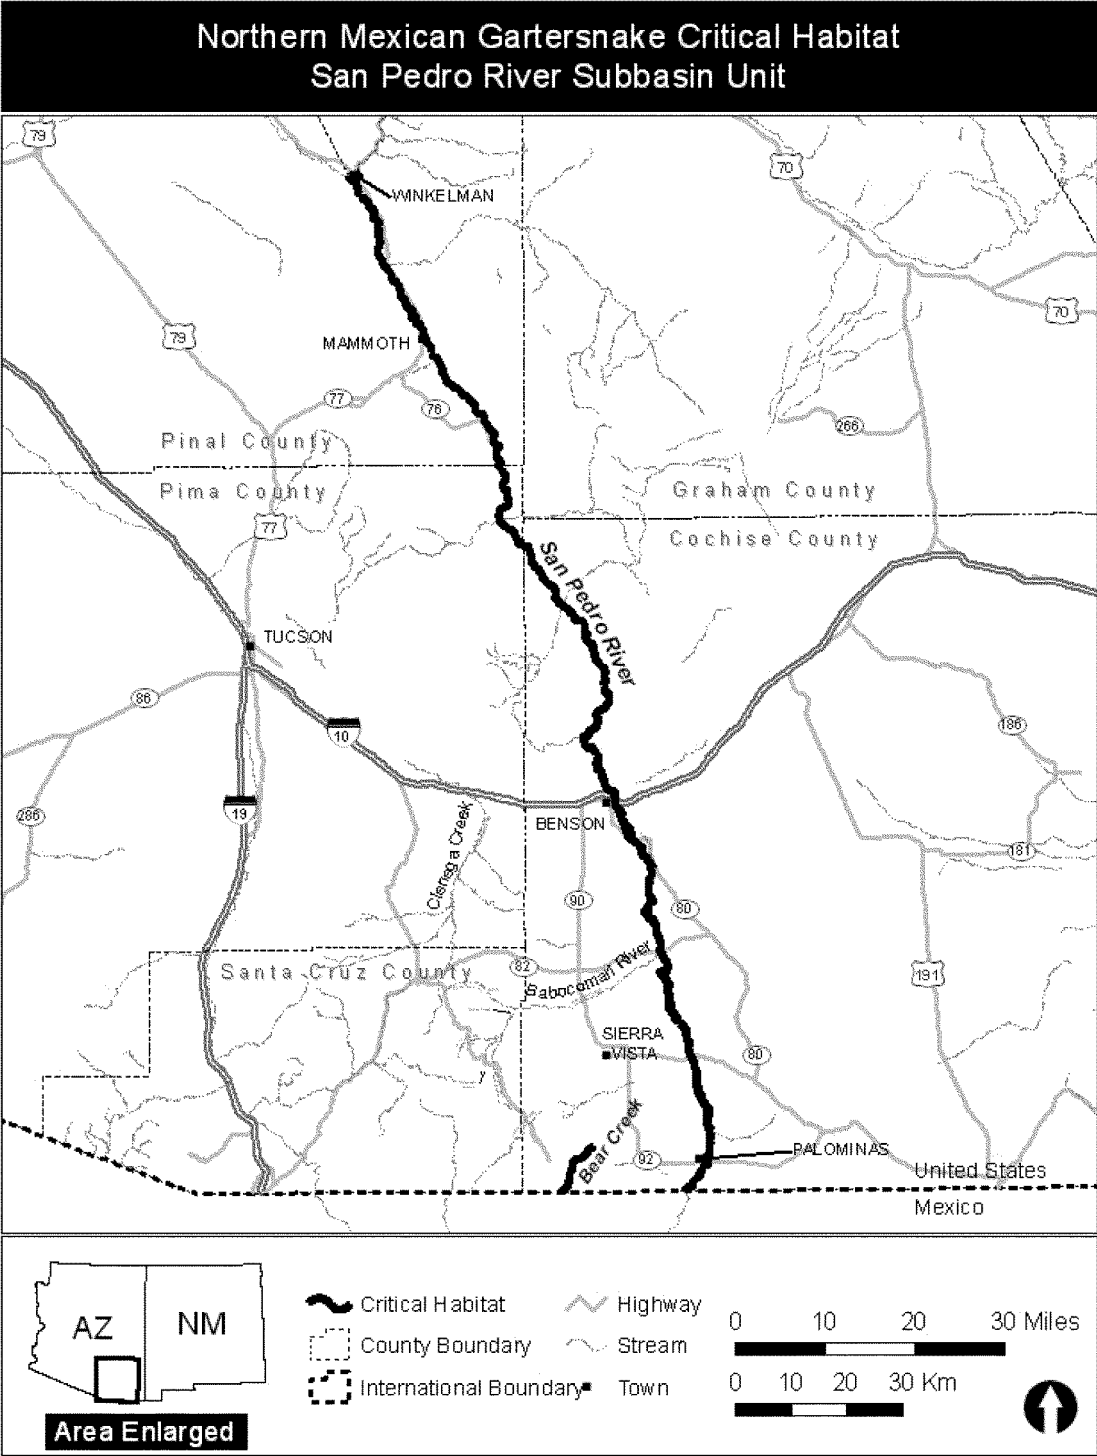 Northern Mexican Gartersnake Critical Habitat
San Pedro River Subbasin Unit
79
70
WINKELMAN
70
79
MAMMOTH
77
76
266
Pinal County
Pima County
Graham County
77
Cochise County
San Pedro River
TUCSON
86
186
10
286
19
BENSON
Cienega Creek
181
90
80
Santa Cruz County
82
191
Babocomari River
SIERRA
VISTA
80
Bear Creek
92
PALOMINAS
United States
Mexico
AZ
NM
Area Enlarged
Critical Habitat
County Boundary
International Boundary
Highway
Stream
Town
0 10 20 30 Miles
0 10 20 30 Km